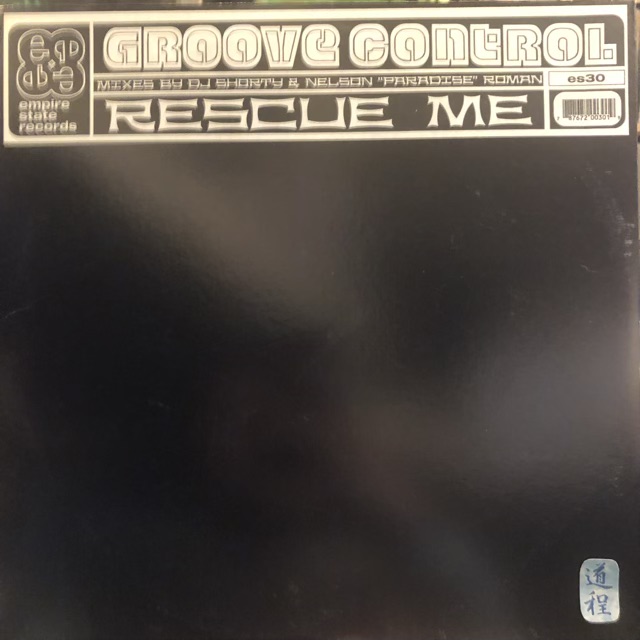 GROOVE CONTROL
MIXES BY DJ SHORTY & NELSON "PARADISE" ROMAN
RESCUE ME
empire
state
records
es30
道
程